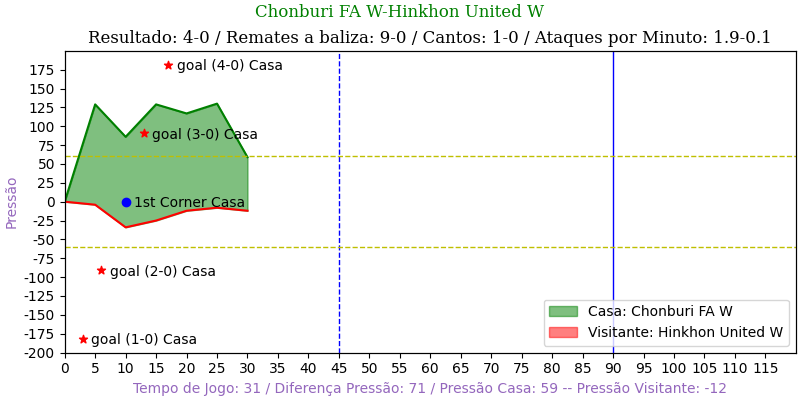 Chonburi FA W-Hinkhon United W
Resultado: 4-0 / Remates a baliza: 9-0 / Cantos: 1-0 / Ataques por Minuto: 1.9-0.1
Pressão
175
150
125
100
75
50
25
0
-25
-50
-75
-100
-125
-150
-175
-200
goal (4-0) Casa
goal (3-0) Casa
1st Corner Casa
goal (2-0) Casa
goal (1-0) Casa
Casa: Chonburi FA W
Visitante: Hinkhon United W
0 5 10 15 20 25 30 35 40 45 50 55 60 65 70 75 80 85 90 95 100 105 110 115
Tempo de Jogo: 31 / Diferença Pressão: 71 / Pressão Casa: 59 -- Pressão Visitante: -12